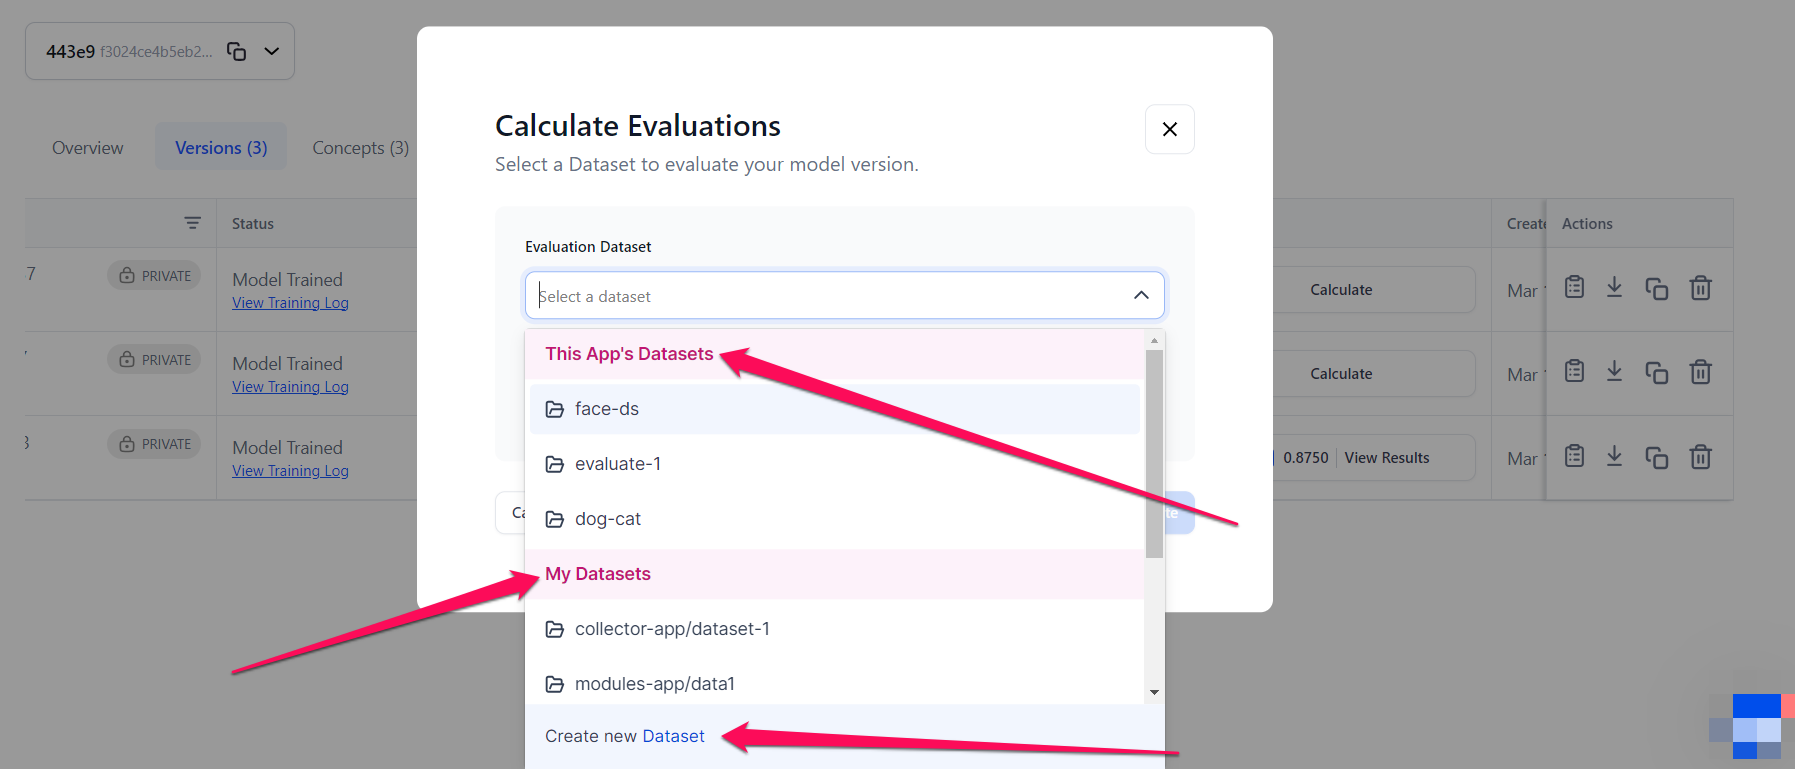 443e9 f3024ce4b5eb2...
Overview
Versions (3)
Concepts (3)
Calculate Evaluations
Select a Dataset to evaluate your model version.
Status
Actions
Evaluation Dataset
Select a dataset
7
PRIVATE
Model Trained
View Training Log
Calculate
Mar
This App's Datasets
face-ds
PRIVATE
Model Trained
View Training Log
Calculate
Mar
evaluate-1
PRIVATE
Model Trained
View Training Log
0.8750
View Results
Mar
dog-cat
My Datasets
collector-app/dataset-1
modules-app/data1
Create new Dataset